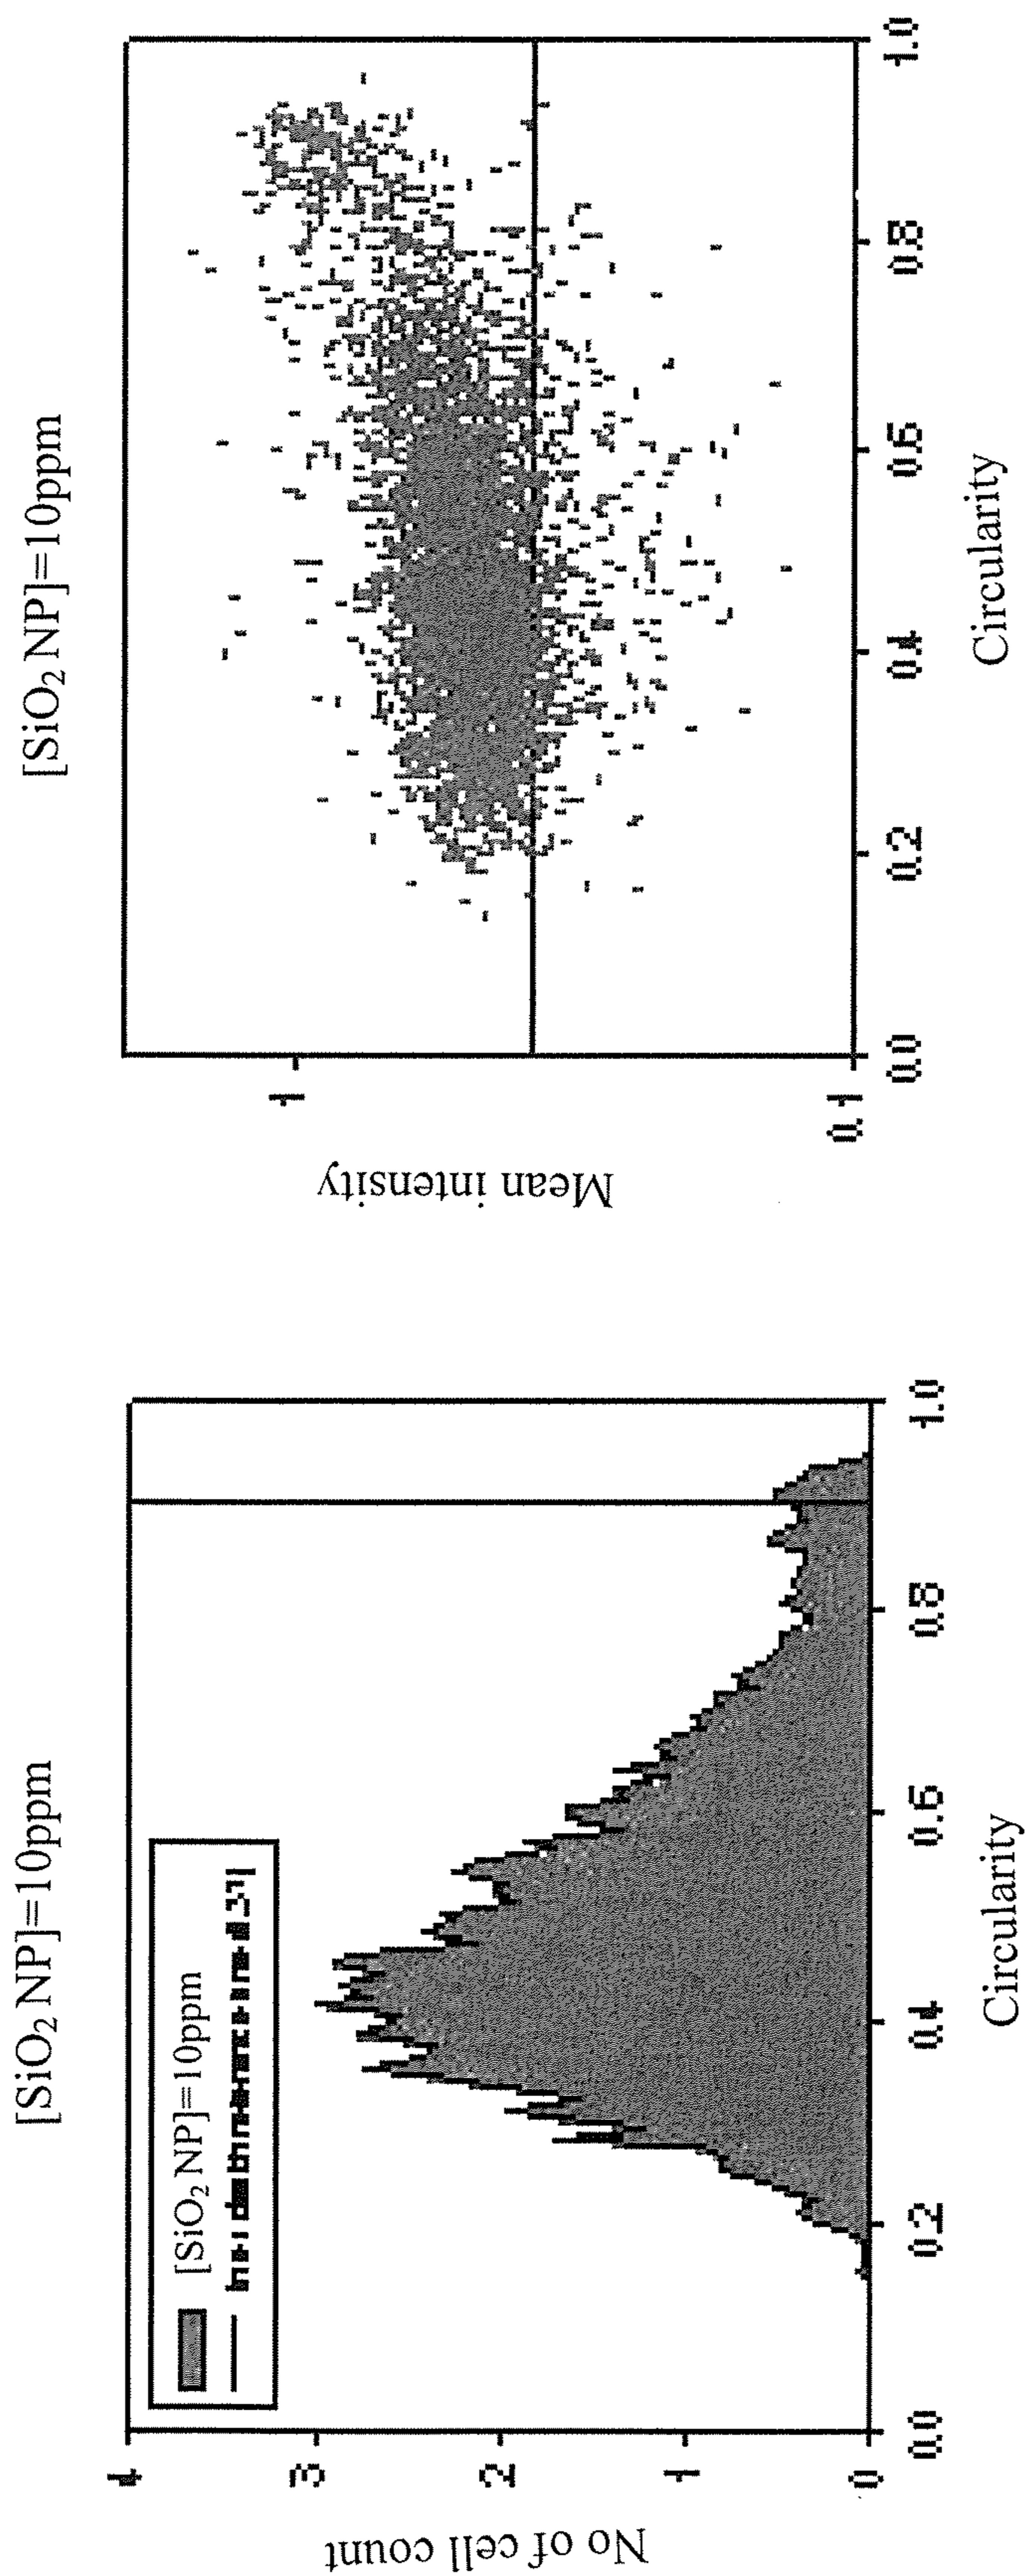 [SiO₂ NP]=10ppm
No of cell count
4
3
2
1
0
[SiO₂ NP]=10ppm
0.0
0.2
0.4
0.6
0.8
1.0
Circularity
[SiO₂ NP]=10ppm
Mean intensity
1
0.1
0.0
0.2
0.4
0.6
0.8
1.0
Circularity